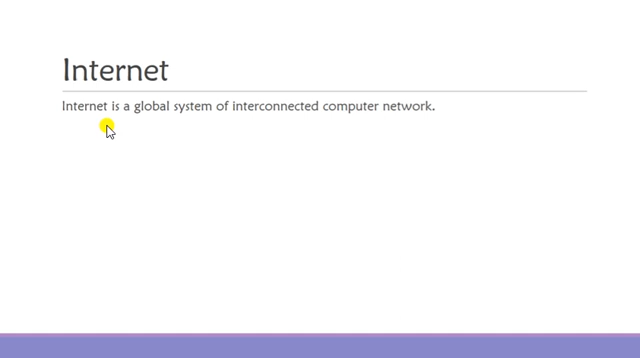 Internet
Internet is a global system of interconnected computer network.